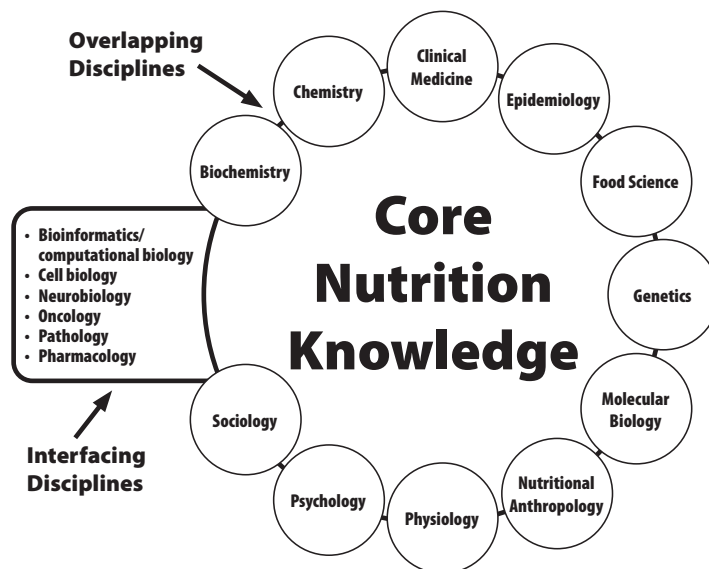 Overlapping
Disciplines
Chemistry
Clinical
Medicine
Epidemiology
Biochemistry
Food Science
Core
Nutrition
Knowledge
• Bioinformatics/
computational biology
• Cell biology
• Neurobiology
• Oncology
• Pathology
• Pharmacology
Genetics
Molecular
Biology
Sociology
Interfacing
Disciplines
Psychology
Physiology
Nutritional
Anthropology